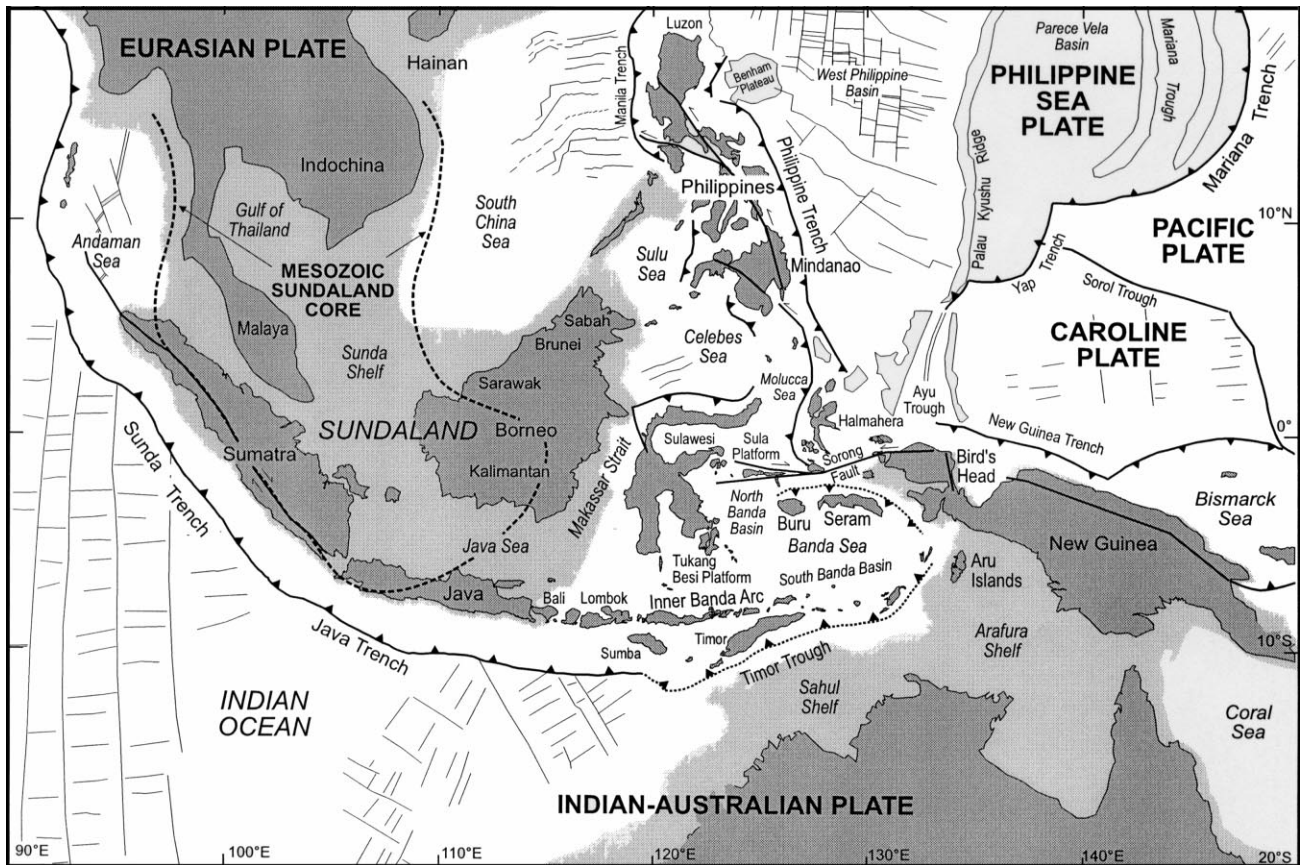 EURASIAN PLATE
Hainan
Luzon
Manila Trench
Benham
Plateau
West Philippine
Basin
Parece Vela
Basin
Mariana
Trough
PHILIPPINE
SEA
PLATE
Mariana Trench
Indochina
Palau Kyushu Ridge
Philippine Trench
Philippines
Gulf of
Thailand
South
China
Sea
10°N
PACIFIC
PLATE
Andaman
Sea
Sulu
Sea
Mindanao
Yap Trench
Sorol Trough
MESOZOIC
SUNDALAND
CORE
Malaya
Sunda
Shelf
Sabah
Brunei
Celebes
Sea
CAROLINE
PLATE
Sarawak
Molucca
Sea
Ayu
Trough
Halmahera
New Guinea Trench
0°
SUNDALAND
Borneo
Sumatra
Sunda Trench
Kalimantan
Makassar Strait
Sulawesi
Sula
Platform
Sorong
Fault
Bird's
Head
North
Banda
Basin
Buru
Seram
Bismarck
Sea
Java Sea
Banda Sea
New Guinea
Tukang
Besi Platform
South Banda Basin
Aru
Islands
Java
Bali
Lombok
Inner Banda Arc
Java Trench
Sumba
Timor
Timor Trough
Arafura
Shelf
10°S
Sahul
Shelf
INDIAN
OCEAN
Coral
Sea
INDIAN-AUSTRALIAN PLATE
90°E
100°E
110°E
120°E
130°E
140°E
20°S